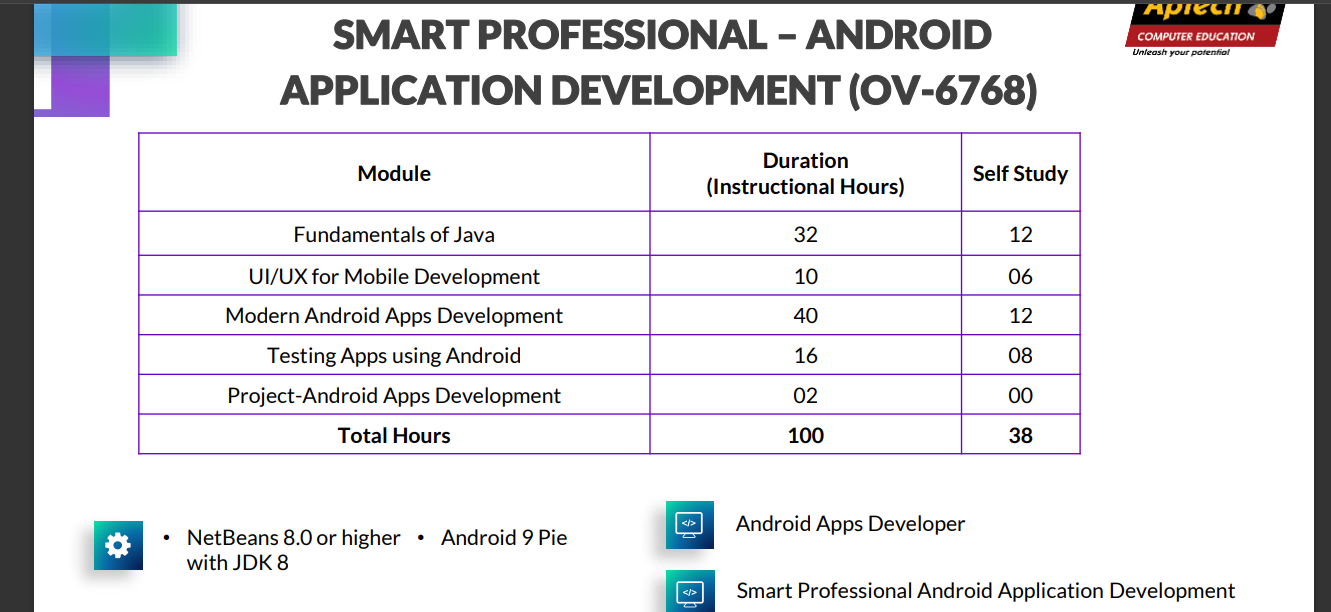 SMART PROFESSIONAL – ANDROID
APPLICATION DEVELOPMENT (OV-6768)
Aptech
COMPUTER EDUCATION
Unleash your potential
Module Duration (Instructional Hours) Self Study
Fundamentals of Java 32 12
UI/UX for Mobile Development 10 06
Modern Android Apps Development 40 12
Testing Apps using Android 16 08
Project-Android Apps Development 02 00
Total Hours 100 38
• NetBeans 8.0 or higher
with JDK 8
• Android 9 Pie
</>
Android Apps Developer
</>
Smart Professional Android Application Development